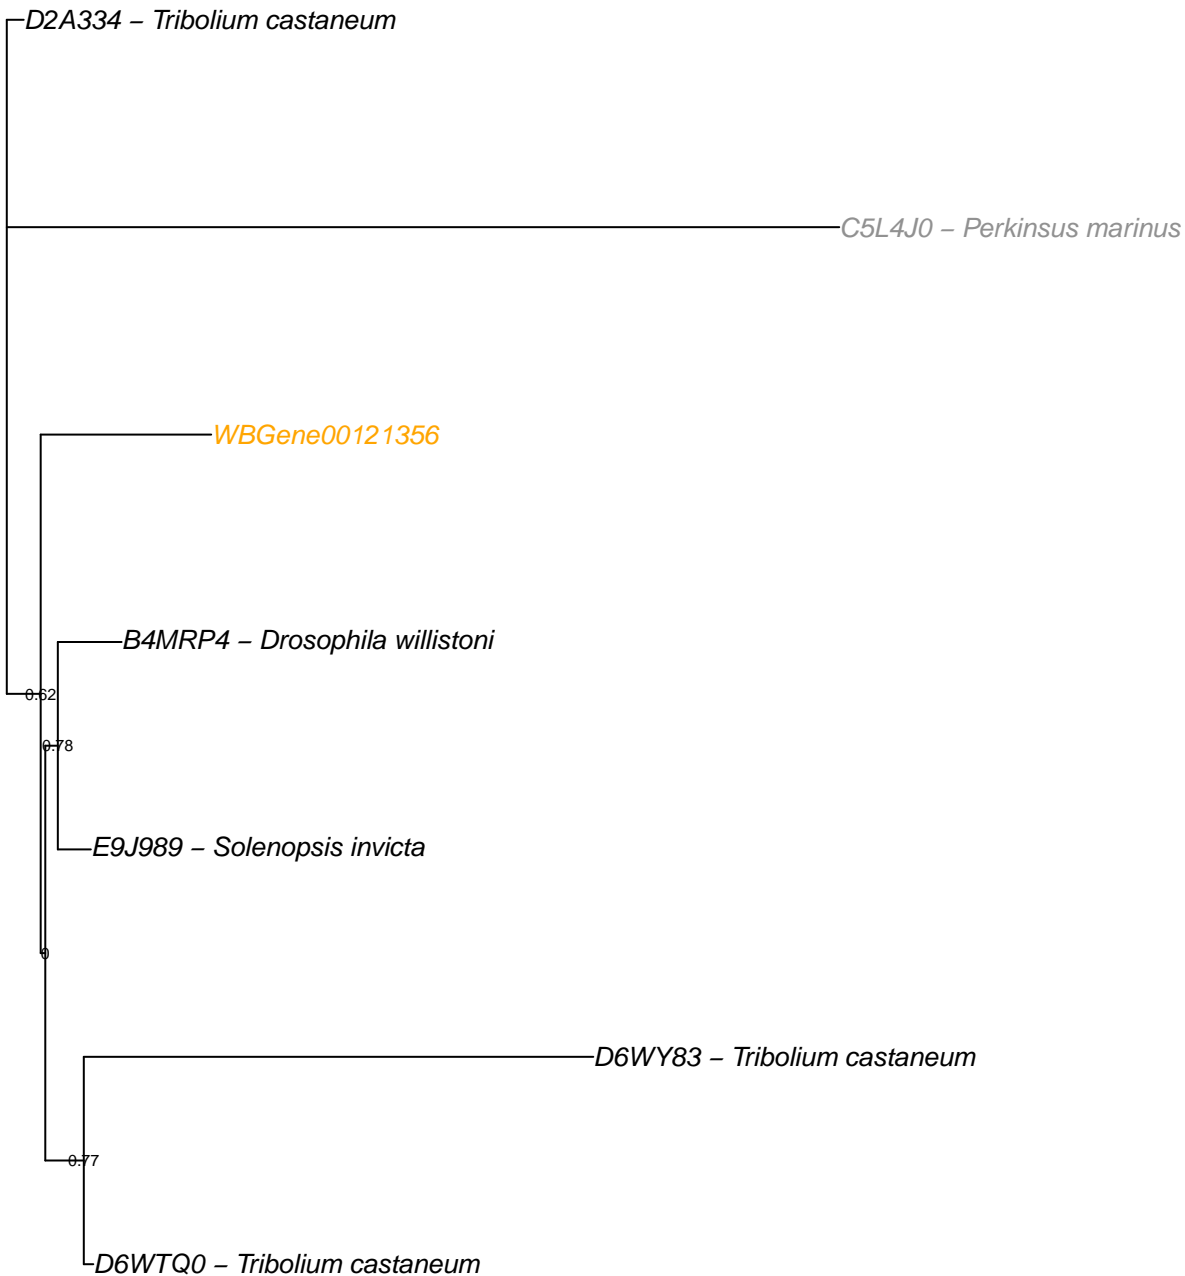 D2A334 – Tribolium castaneum
C5L4J0 – Perkinsus marinus
WBGene00121356
B4MRP4 – Drosophila willistoni
0.62
0.78
E9J989 – Solenopsis invicta
0
D6WY83 – Tribolium castaneum
0.77
D6WTQ0 – Tribolium castaneum